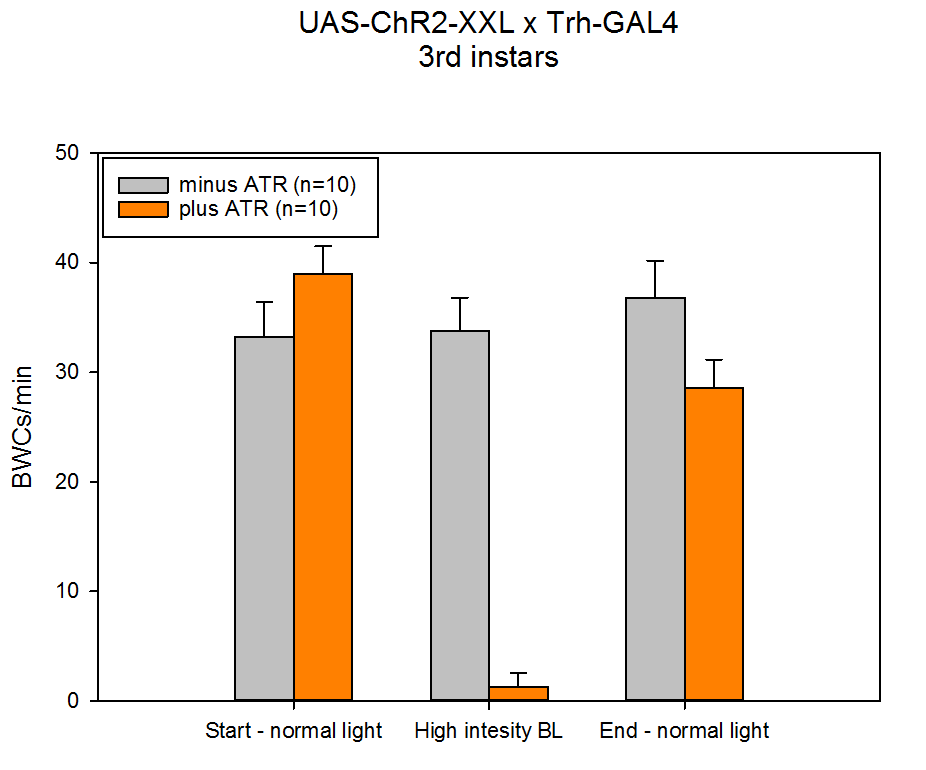 UAS-ChR2-XXL x Trh-GAL4
3rd instars
50
40
30
20
10
0
BWCs/min
minus ATR (n=10)
plus ATR (n=10)
Start - normal light
High intesity BL
End - normal light